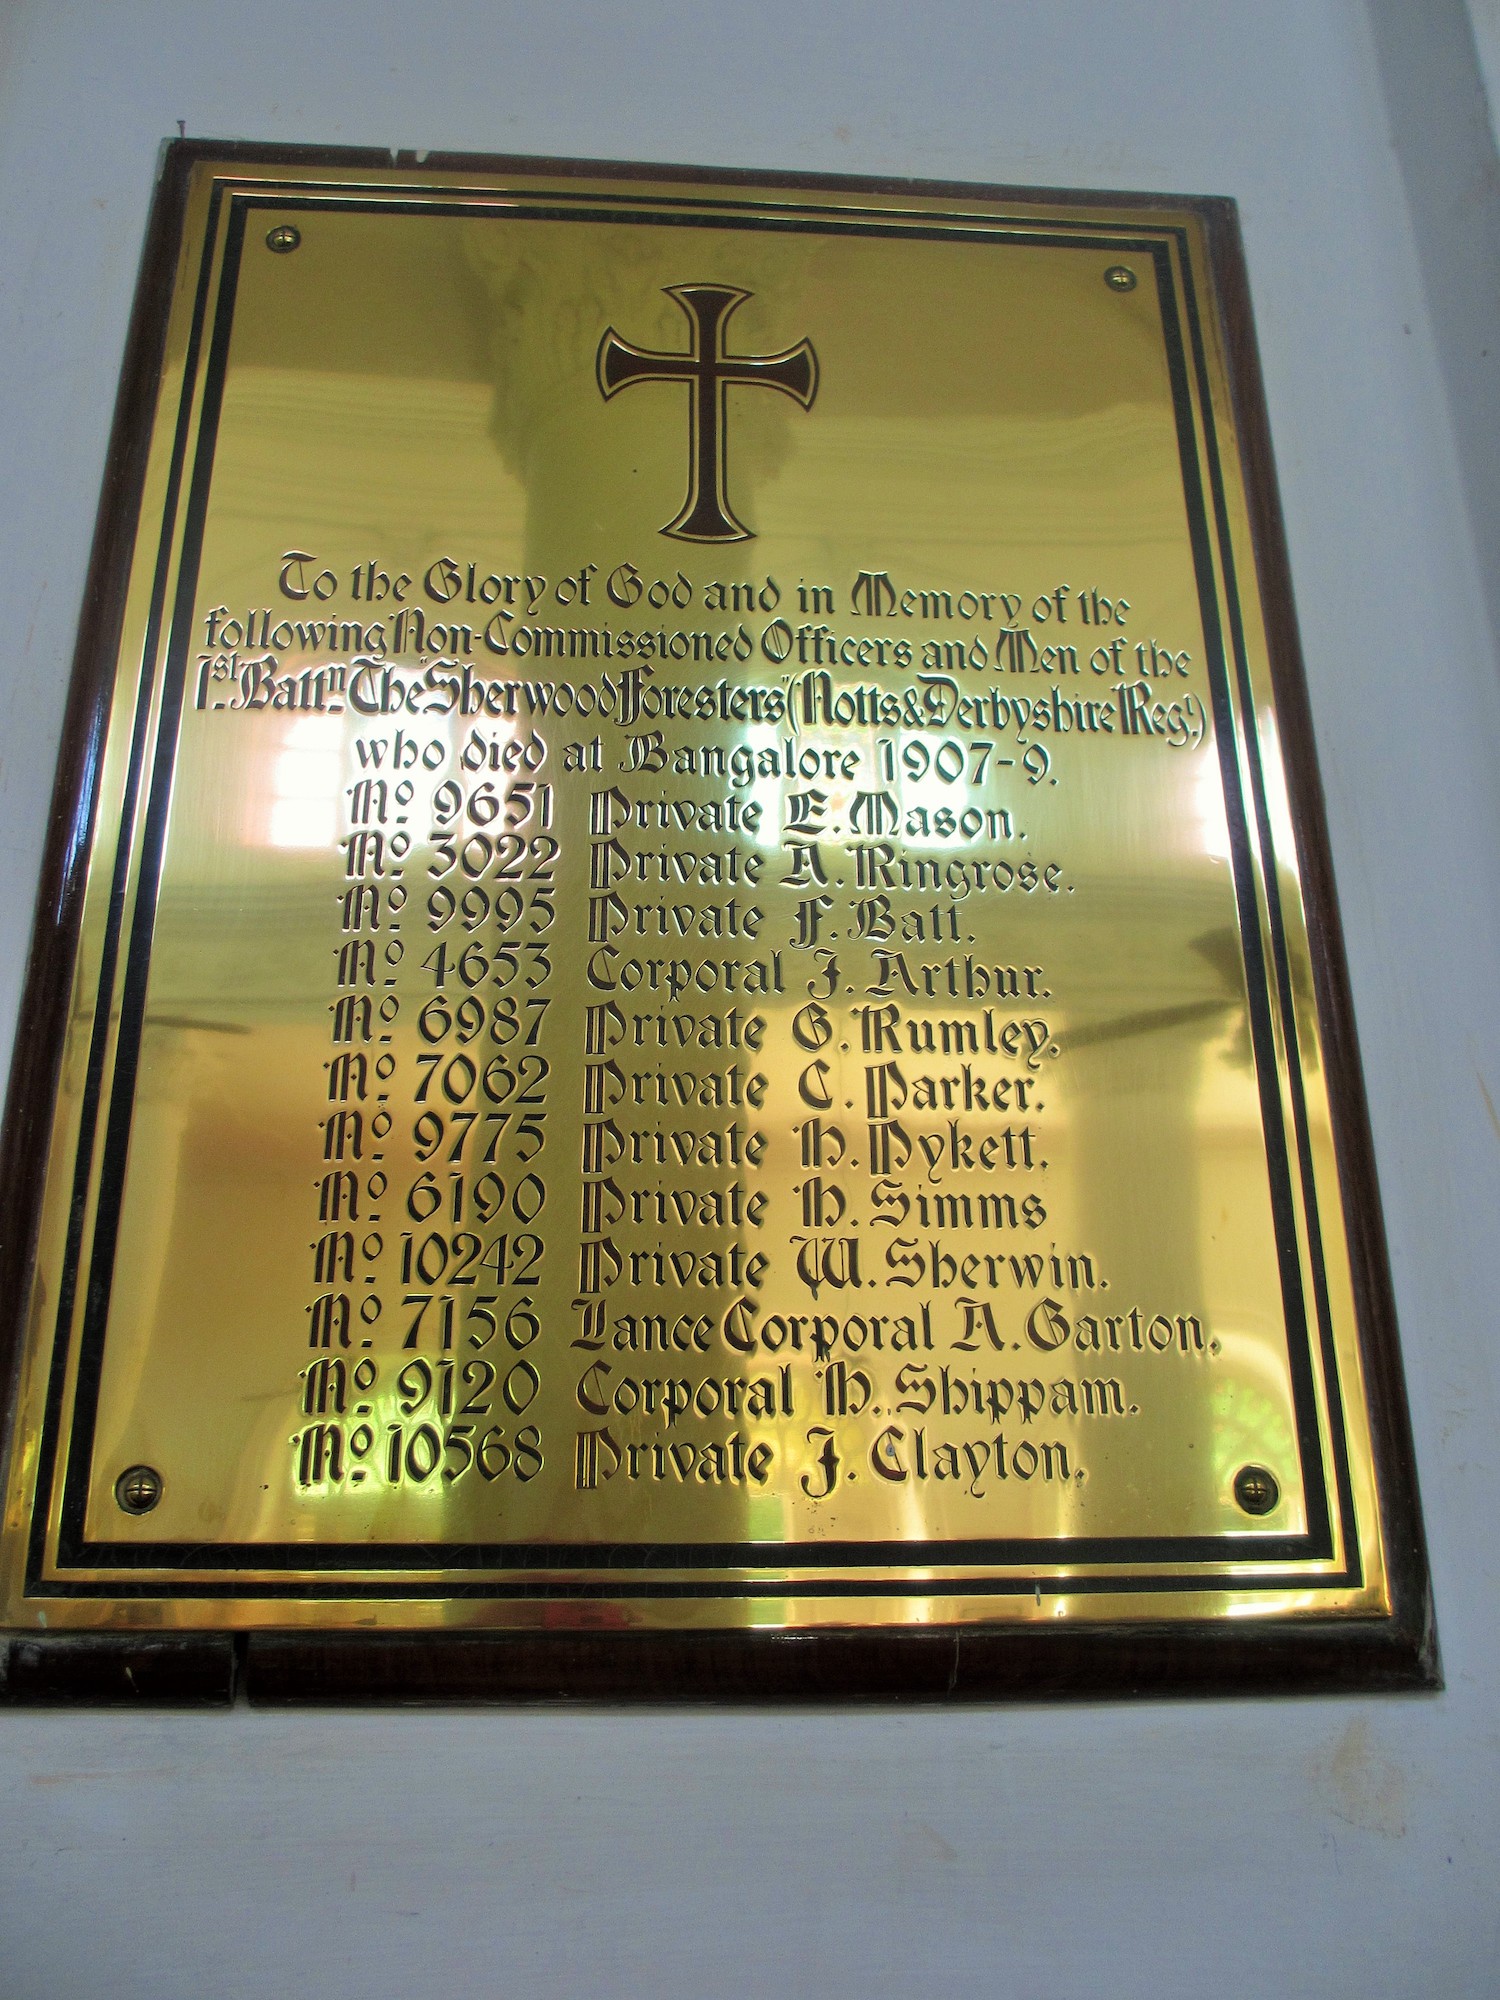 To the Glory of God and in Memory of the
following Non-Commissioned Officers and Men of the
1st Battn The "Sherwood Foresters" (Notts & Derbyshire Regt.)
who died at Bangalore 1907-9.
No 9651 Private E. Mason.
No 3022 Private A. Ringrose.
No 9995 Private F. Batt.
No 4653 Corporal J. Arthur.
No 6987 Private G. Rumley.
No 7062 Private C. Parker.
No 9775 Private H. Pykett.
No 6190 Private H. Simms
No 10242 Private W. Sherwin.
No 7156 Lance Corporal A. Garton.
No 9120 Corporal H. Shippam.
No 10568 Private J. Clayton.